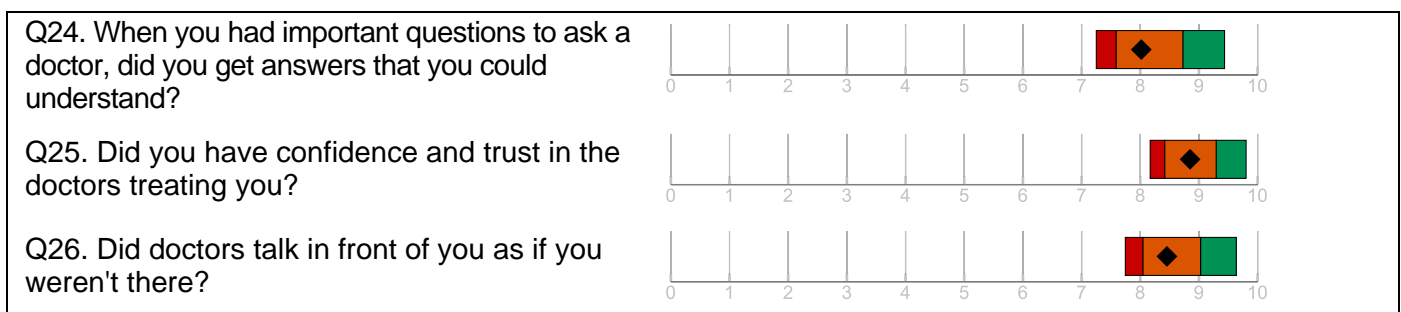 Q24. When you had important questions to ask a
doctor, did you get answers that you could
understand?
0 1 2 3 4 5 6 7 8 9 10
Q25. Did you have confidence and trust in the
doctors treating you?
0 1 2 3 4 5 6 7 8 9 10
Q26. Did doctors talk in front of you as if you
weren't there?
0 1 2 3 4 5 6 7 8 9 10